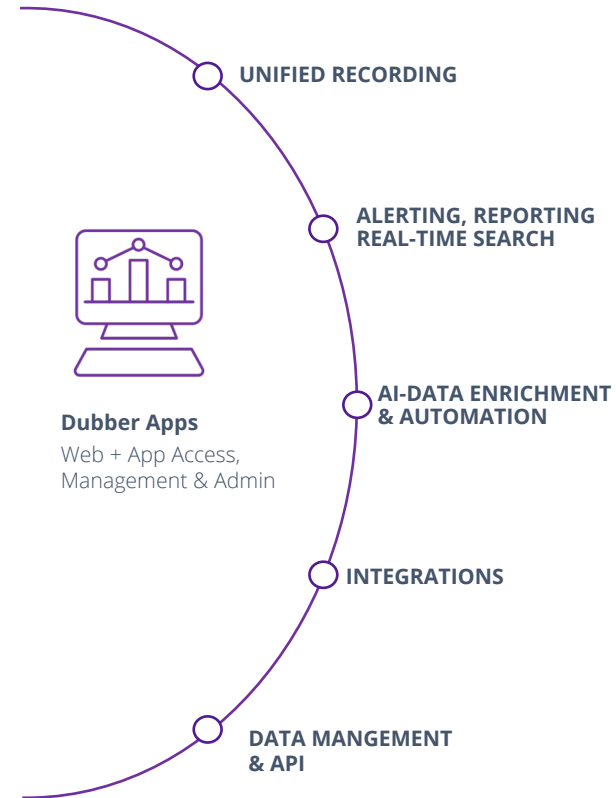 UNIFIED RECORDING
ALERTING, REPORTING
REAL-TIME SEARCH
AI-DATA ENRICHMENT
& AUTOMATION
Dubber Apps
Web + App Access,
Management & Admin
INTEGRATIONS
DATA MANGEMENT
& API